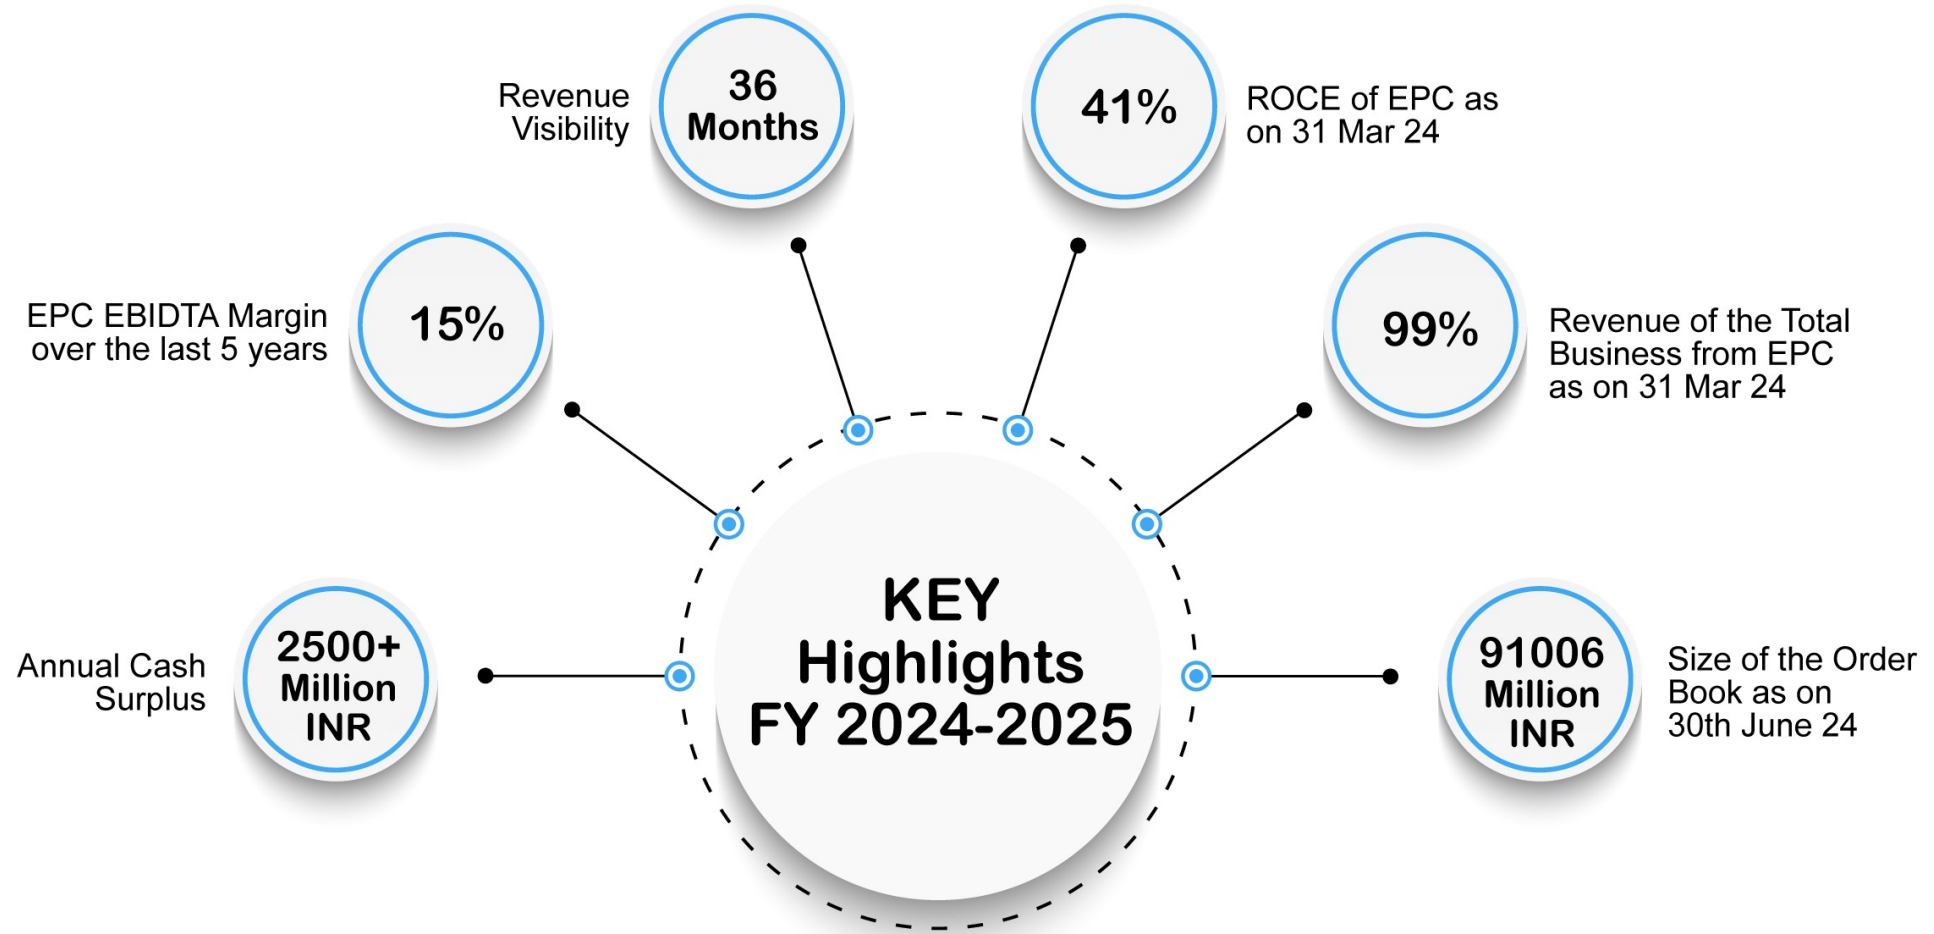 36
Months
Revenue
Visibility
41%
ROCE of EPC as
on 31 Mar 24
15%
EPC EBIDTA Margin
over the last 5 years
99%
Revenue of the Total
Business from EPC
as on 31 Mar 24
2500+
Million
INR
Annual Cash
Surplus
KEY
Highlights
FY 2024-2025
91006
Million
INR
Size of the Order
Book as on
30th June 24